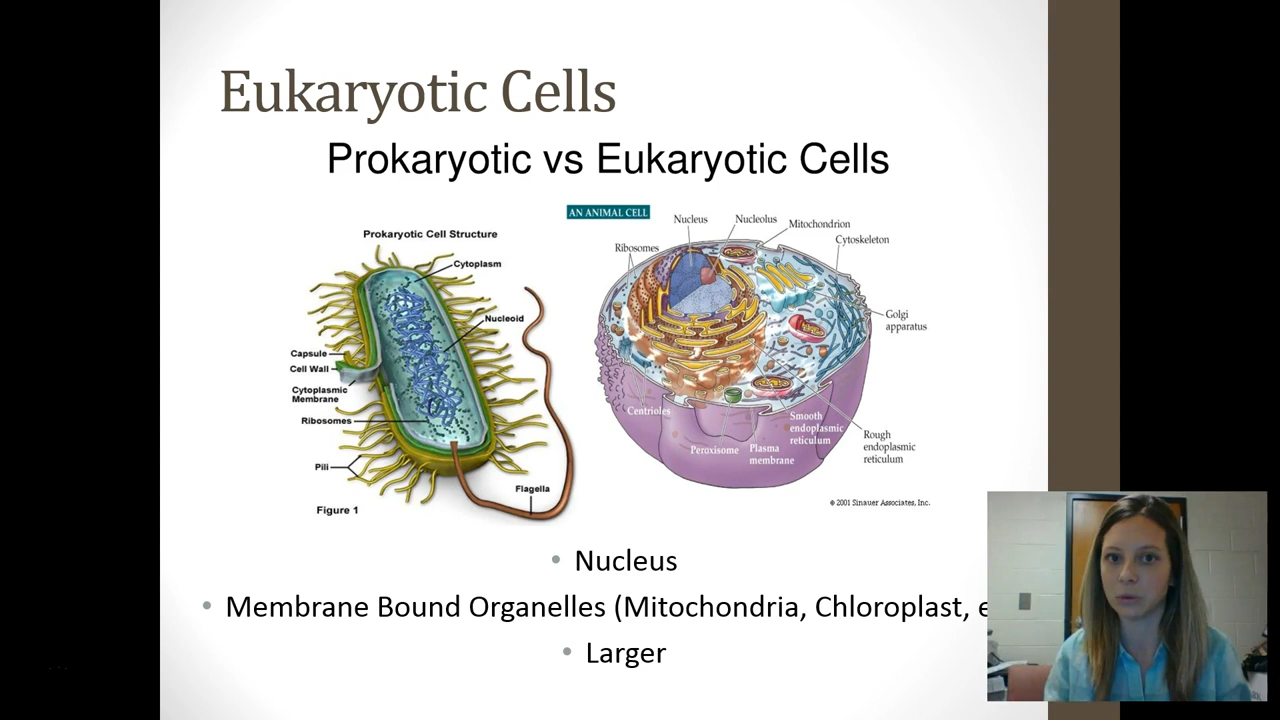 Eukaryotic Cells
Prokaryotic vs Eukaryotic Cells
Prokaryotic Cell Structure
Cytoplasm
Nucleoid
Capsule
Cell Wall
Cytoplasmic
Membrane
Ribosomes
Pili
Flagella
Figure 1
AN ANIMAL CELL
Nucleus
Nucleolus
Mitochondrion
Cytoskeleton
Ribosomes
Golgi
apparatus
Centrioles
Peroxisome
Plasma
membrane
Smooth
endoplasmic
reticulum
Rough
endoplasmic
reticulum
© 2001 Sinauer Associates, Inc.
• Nucleus
• Membrane Bound Organelles (Mitochondria, Chloroplast, e
• Larger